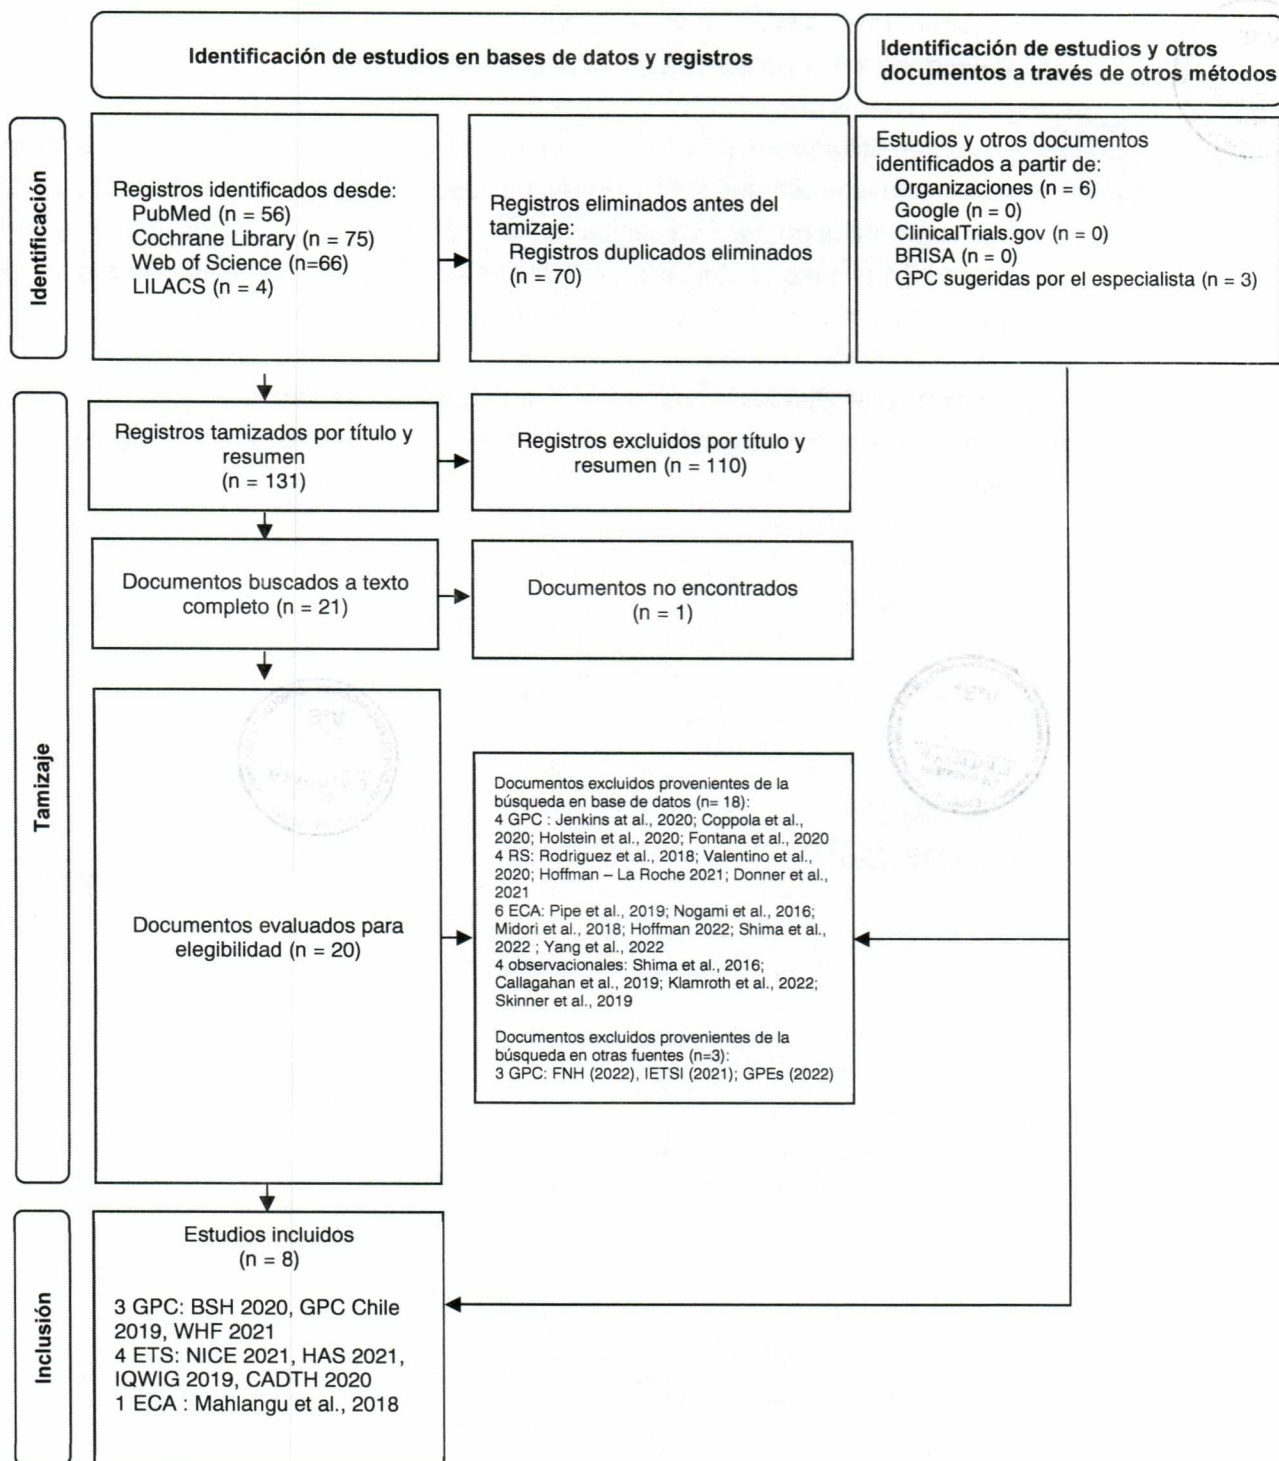 Identificación de estudios en bases de datos y registros
Identificación de estudios y otros
documentos a través de otros métodos
Identificación
Registros identificados desde:
PubMed (n = 56)
Cochrane Library (n = 75)
Web of Science (n=66)
LILACS (n = 4)
Registros eliminados antes del
tamizaje:
Registros duplicados eliminados
(n = 70)
Estudios y otros documentos
identificados a partir de:
Organizaciones (n = 6)
Google (n = 0)
ClinicalTrials.gov (n = 0)
BRISA (n = 0)
GPC sugeridas por el especialista (n = 3)
Tamizaje
Registros tamizados por título y
resumen
(n = 131)
Registros excluidos por título y
resumen (n = 110)
Documentos buscados a texto
completo (n = 21)
Documentos no encontrados
(n = 1)
Documentos evaluados para
elegibilidad (n = 20)
Documentos excluidos provenientes de la
búsqueda en base de datos (n= 18):
4 GPC : Jenkins at al., 2020; Coppola et al.,
2020; Holstein et al., 2020; Fontana et al., 2020
4 RS: Rodriguez et al., 2018; Valentino et al.,
2020; Hoffman – La Roche 2021; Donner et al.,
2021
6 ECA: Pipe et al., 2019; Nogami et al., 2016;
Midori et al., 2018; Hoffman 2022; Shima et al.,
2022 ; Yang et al., 2022
4 observacionales: Shima et al., 2016;
Callagahan et al., 2019; Klamroth et al., 2022;
Skinner et al., 2019
Documentos excluidos provenientes de la
búsqueda en otras fuentes (n=3):
3 GPC: FNH (2022), IETSI (2021); GPEs (2022)
Inclusión
Estudios incluidos
(n = 8)
3 GPC: BSH 2020, GPC Chile
2019, WHF 2021
4 ETS: NICE 2021, HAS 2021,
IQWIG 2019, CADTH 2020
1 ECA : Mahlangu et al., 2018